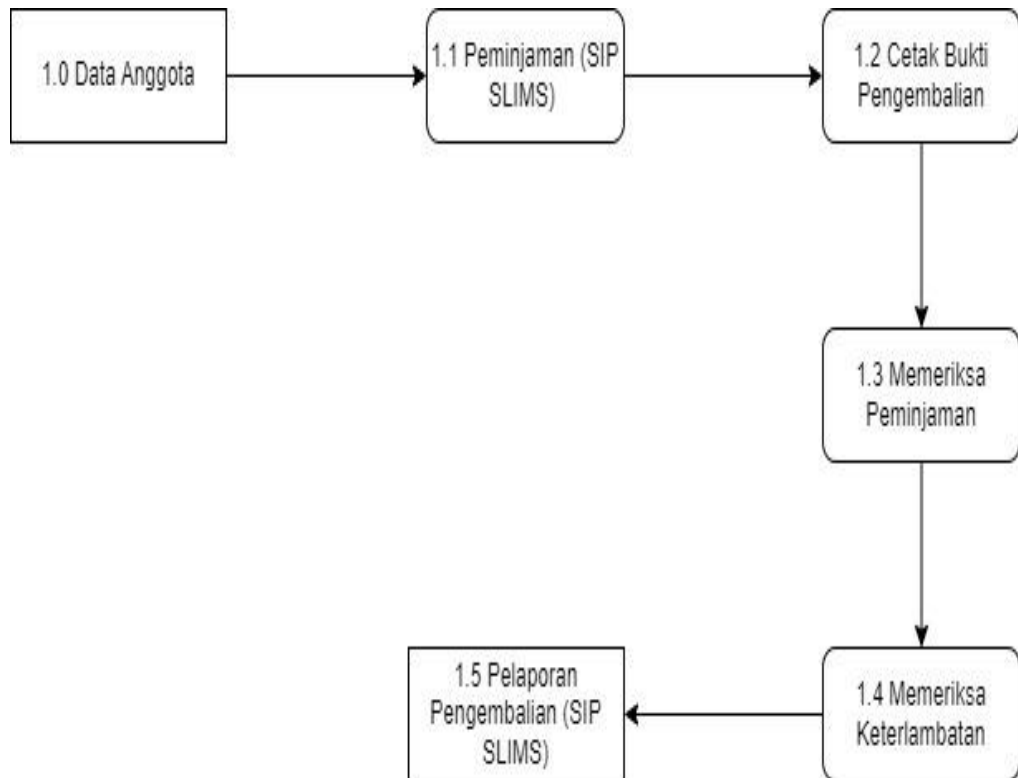 1.0 Data Anggota
1.1 Peminjaman (SIP
SLIMS)
1.2 Cetak Bukti
Pengembalian
1.3 Memeriksa
Peminjaman
1.4 Memeriksa
Keterlambatan
1.5 Pelaporan
Pengembalian (SIP
SLIMS)